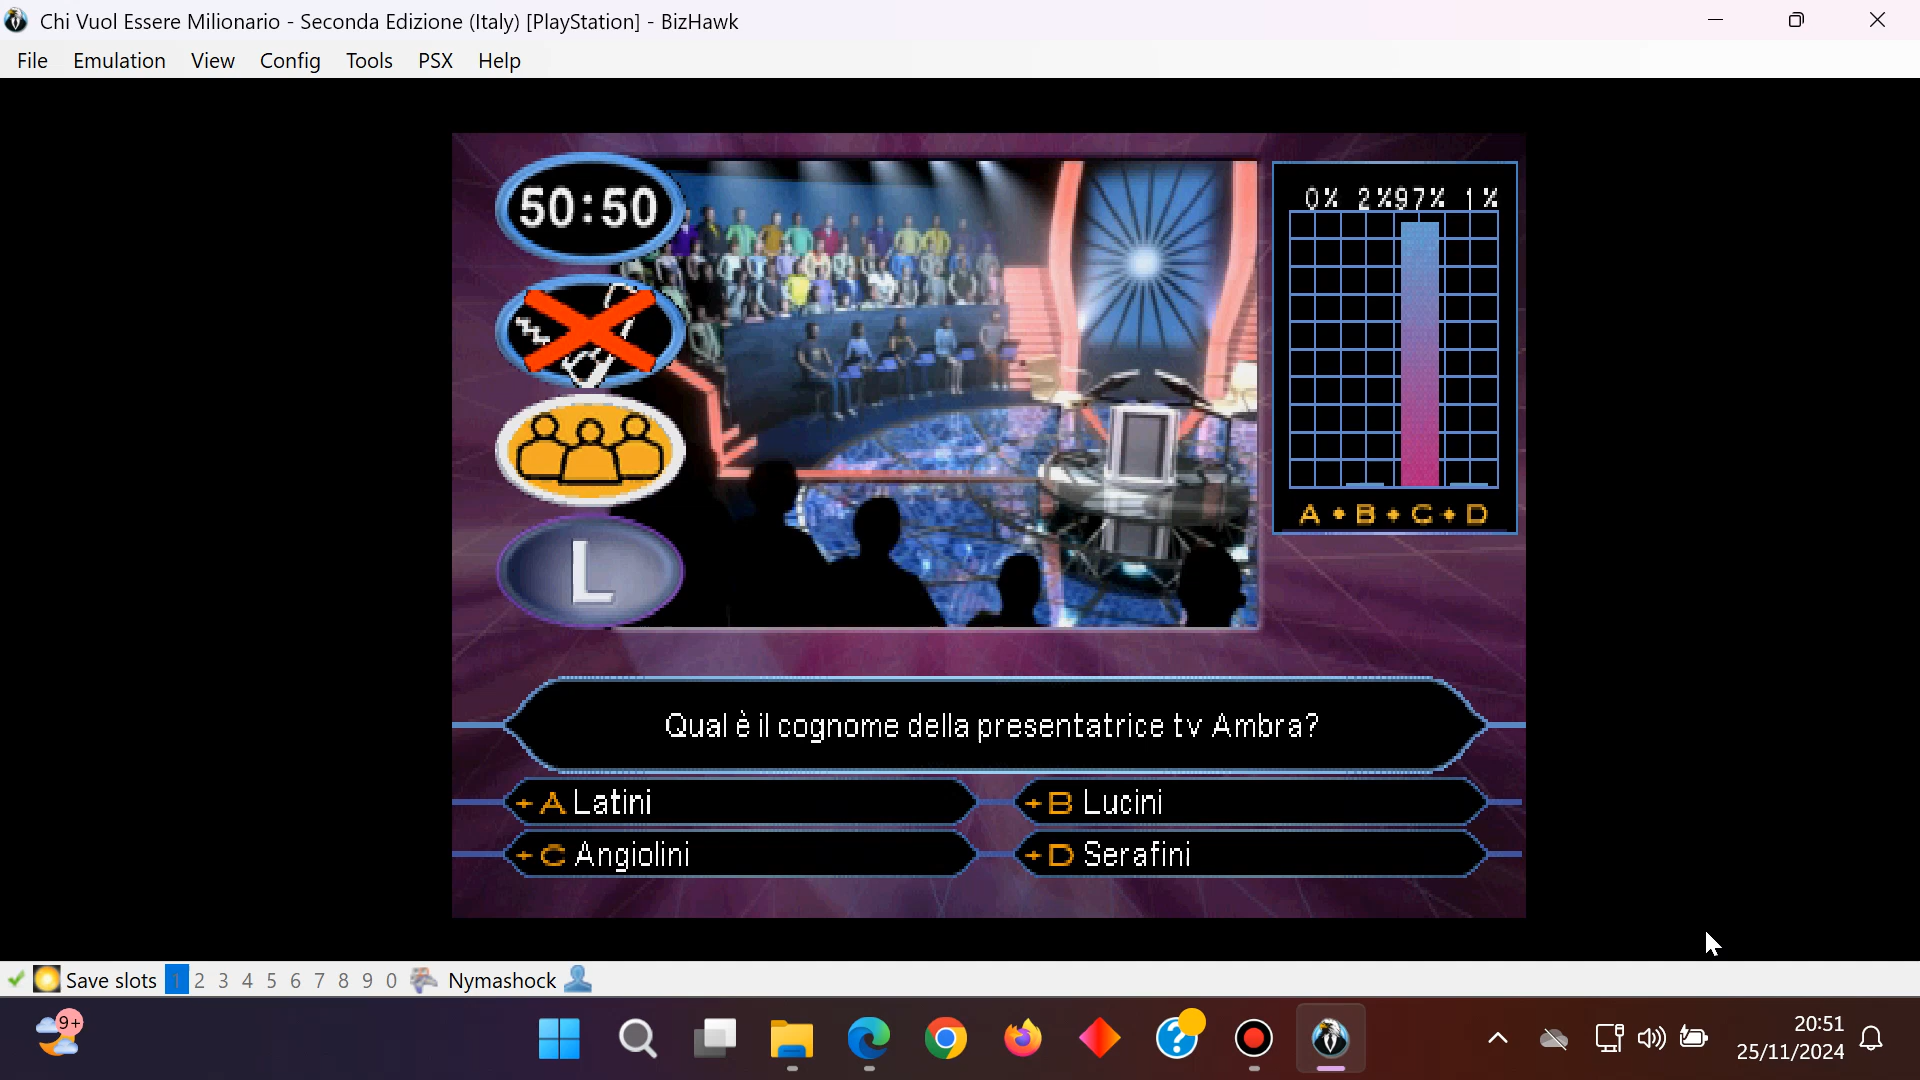 Chi Vuol Essere Milionario - Seconda Edizione (Italy) [PlayStation] - BizHawk
File Emulation View Config Tools PSX Help
50:50
0% 2%97% 1%
A B C D
L
Qual è il cognome della presentatrice tv Ambra?
A Latini
B Lucini
C Angiolini
D Serafini
Save slots 1 2 3 4 5 6 7 8 9 0 Nymashock
9+
20:51
25/11/2024